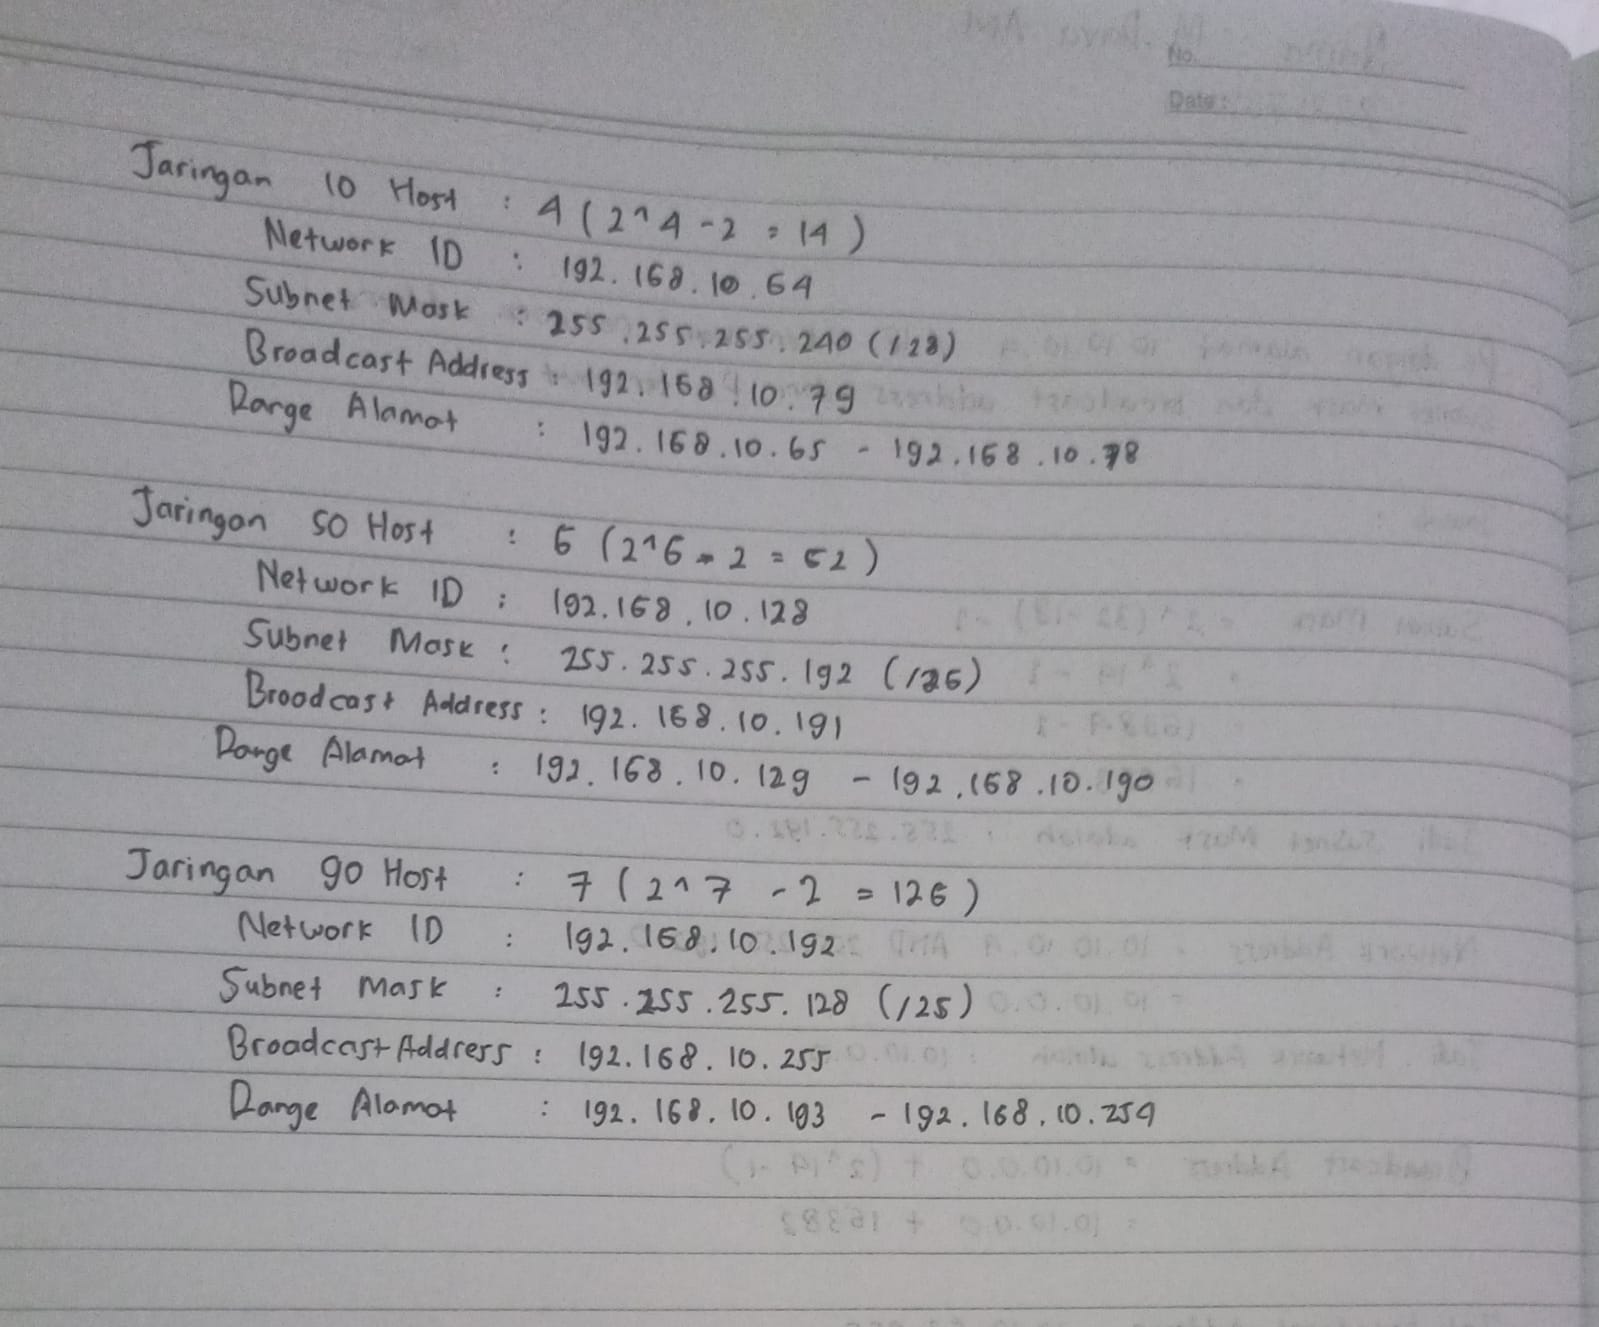 No.
Date:
Jaringan 10 Host : 4 (2^4 - 2 = 14)
Network ID : 192.168.10.64
Subnet Mask : 255.255.255.240 (/28)
Broadcast Address : 192.168.10.79
Range Alamat : 192.168.10.65 - 192.168.10.78
Jaringan 50 Host : 6 (2^6 - 2 = 62)
Network ID : 192.168.10.128
Subnet Mask : 255.255.255.192 (/26)
Broadcast Address : 192.168.10.191
Range Alamat : 192.168.10.129 - 192.168.10.190
Jaringan 90 Host : 7 (2^7 - 2 = 126)
Network ID : 192.168.10.192
Subnet Mask : 255.255.255.128 (/25)
Broadcast Address : 192.168.10.255
Range Alamat : 192.168.10.193 - 192.168.10.254